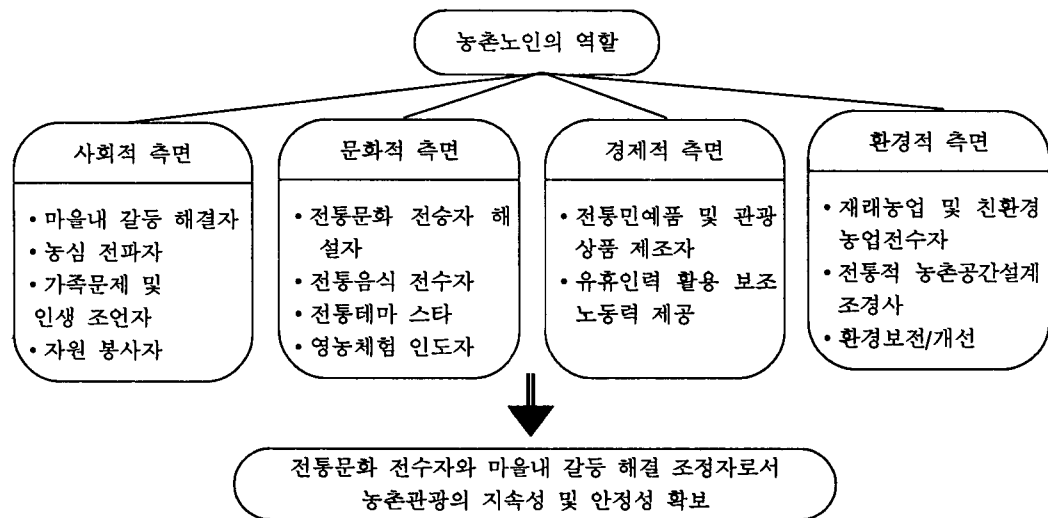 농촌노인의 역할
사회적 측면
• 마을내 갈등 해결자
• 농심 전파자
• 가족문제 및
인생 조언자
• 자원 봉사자
문화적 측면
• 전통문화 전승자 해
설자
• 전통음식 전수자
• 전통테마 스타
• 영농체험 인도자
경제적 측면
• 전통민예품 및 관광
상품 제조자
• 유휴인력 활용 보조
노동력 제공
환경적 측면
• 재래농업 및 친환경
농업전수자
• 전통적 농촌공간설계
조경사
• 환경보전/개선
전통문화 전수자와 마을내 갈등 해결 조정자로서
농촌관광의 지속성 및 안정성 확보